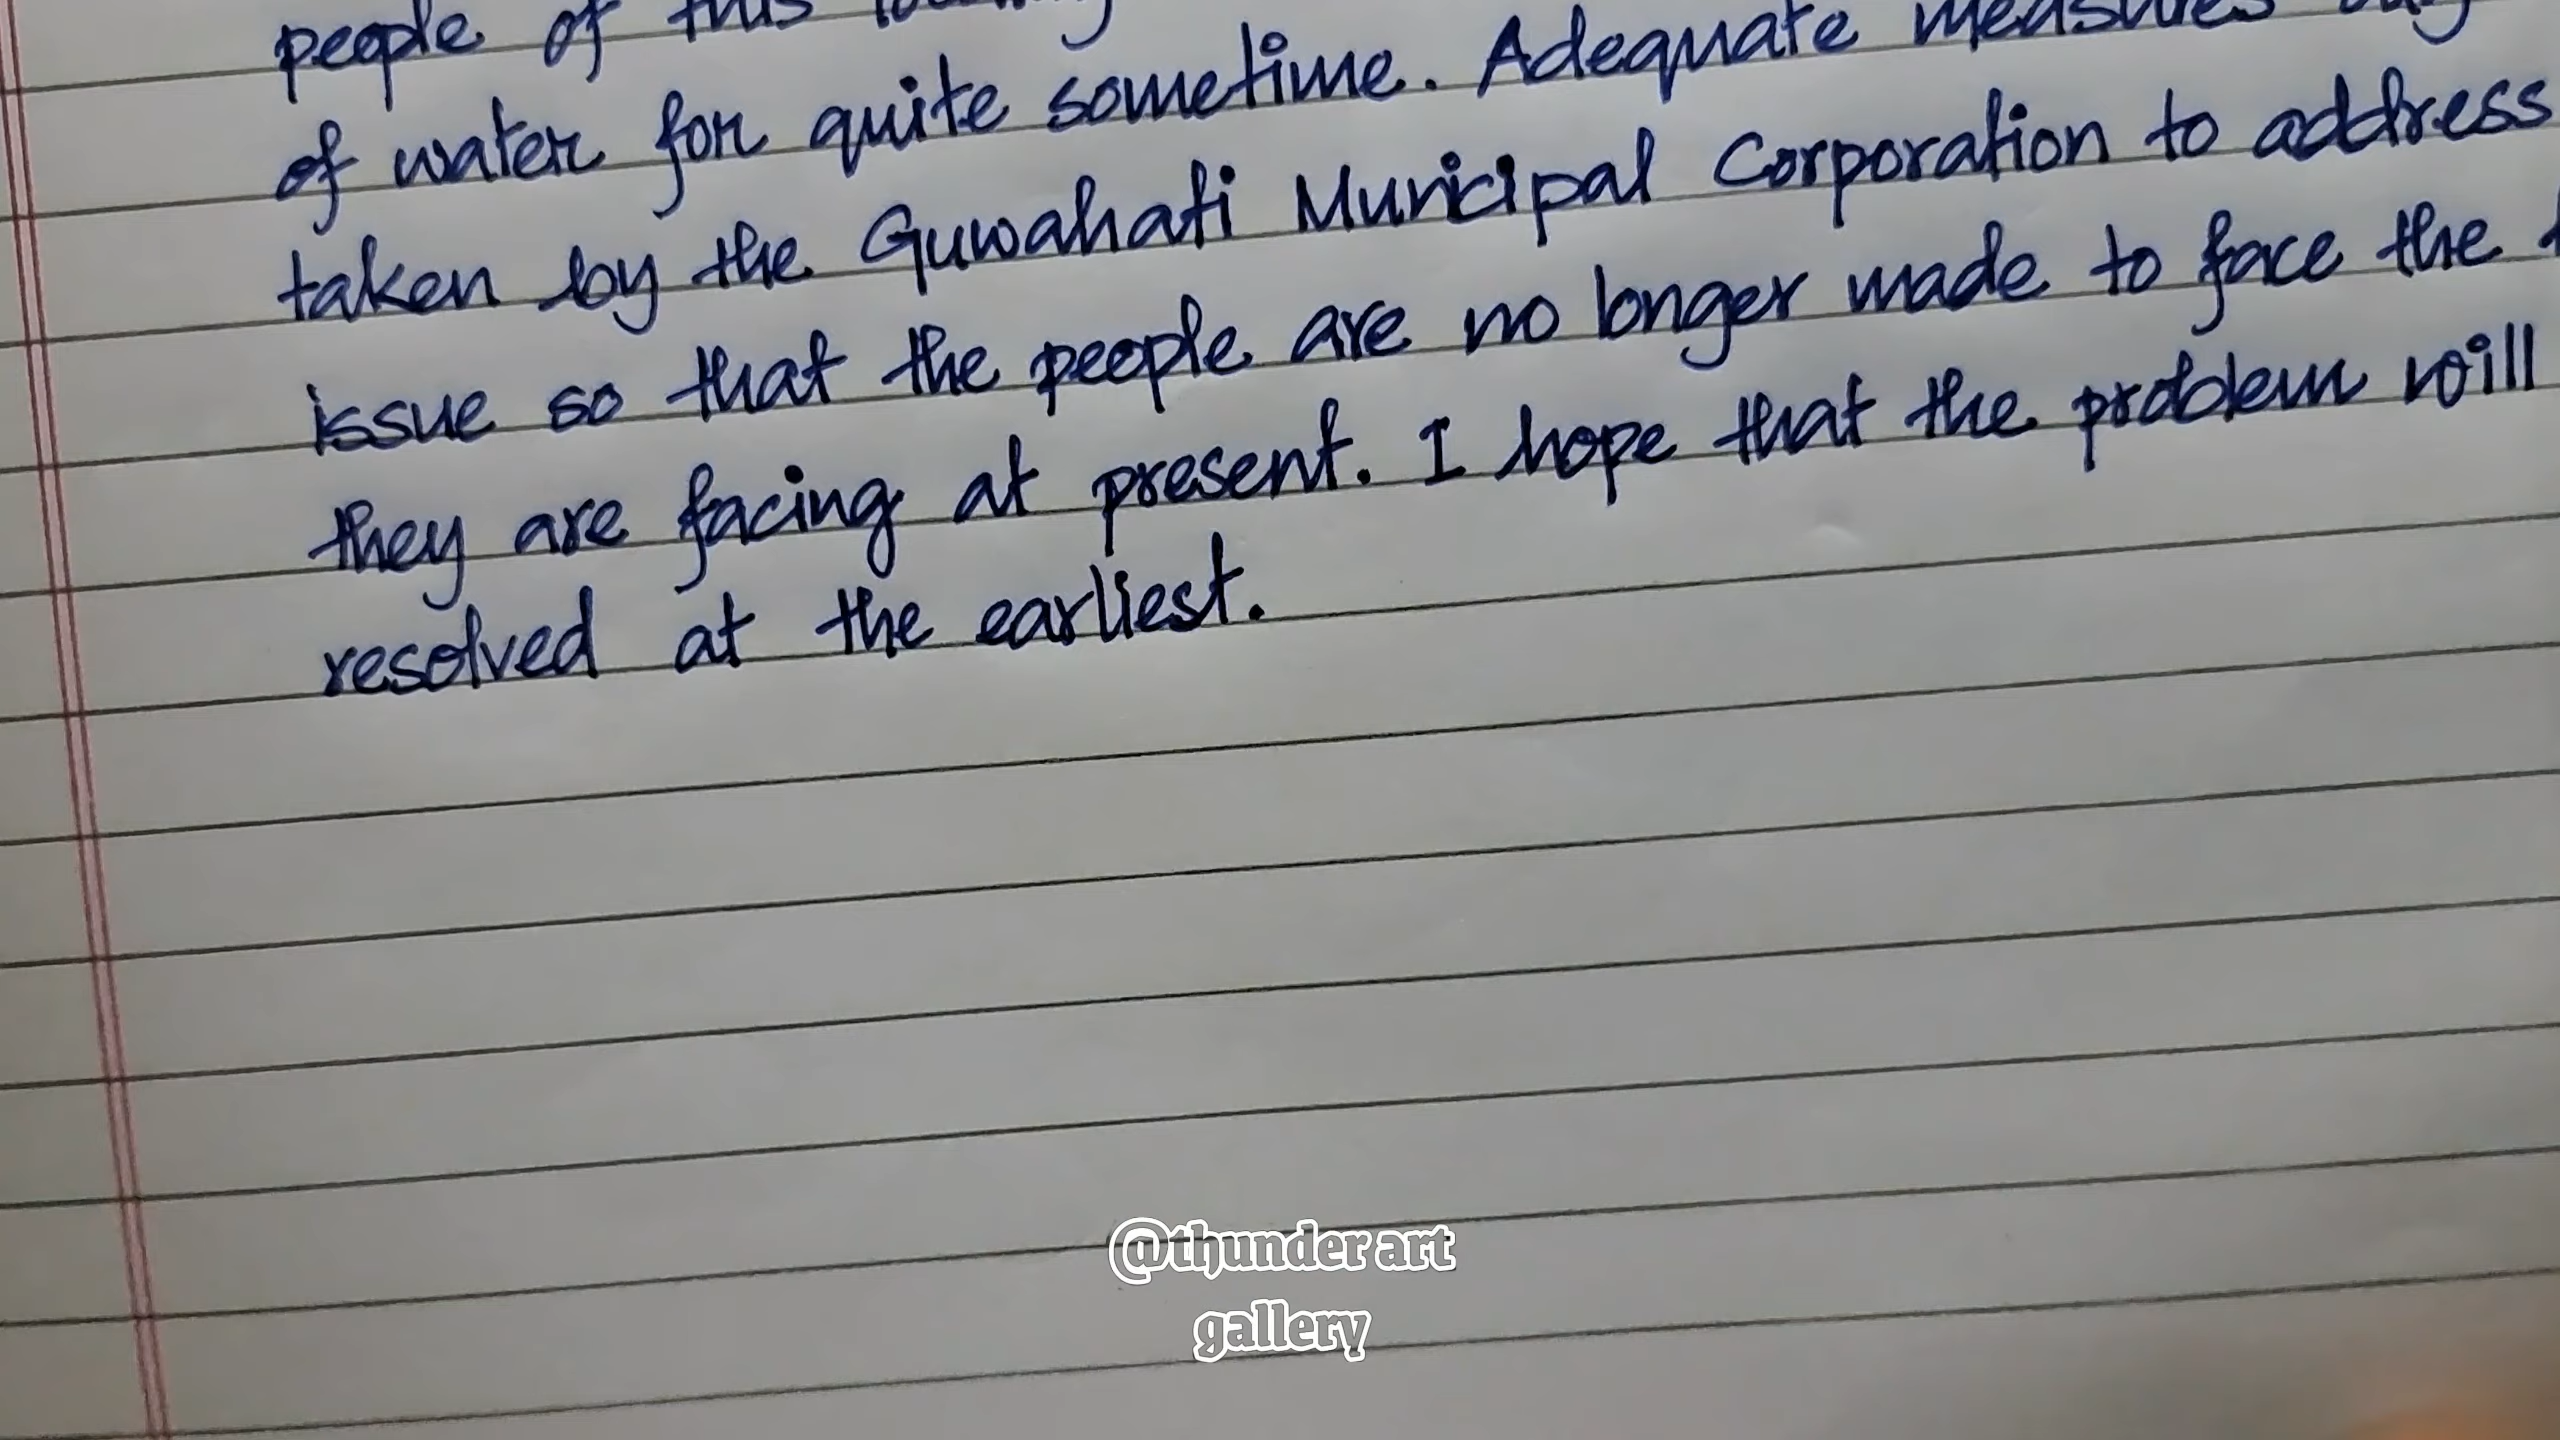 people of this
of water for quite sometime. Adequate measures
taken by the Guwahati Municipal Corporation to address
issue so that the people are no longer made to face the
they are facing at present. I hope that the problem will
resolved at the earliest.
@thunder art
gallery